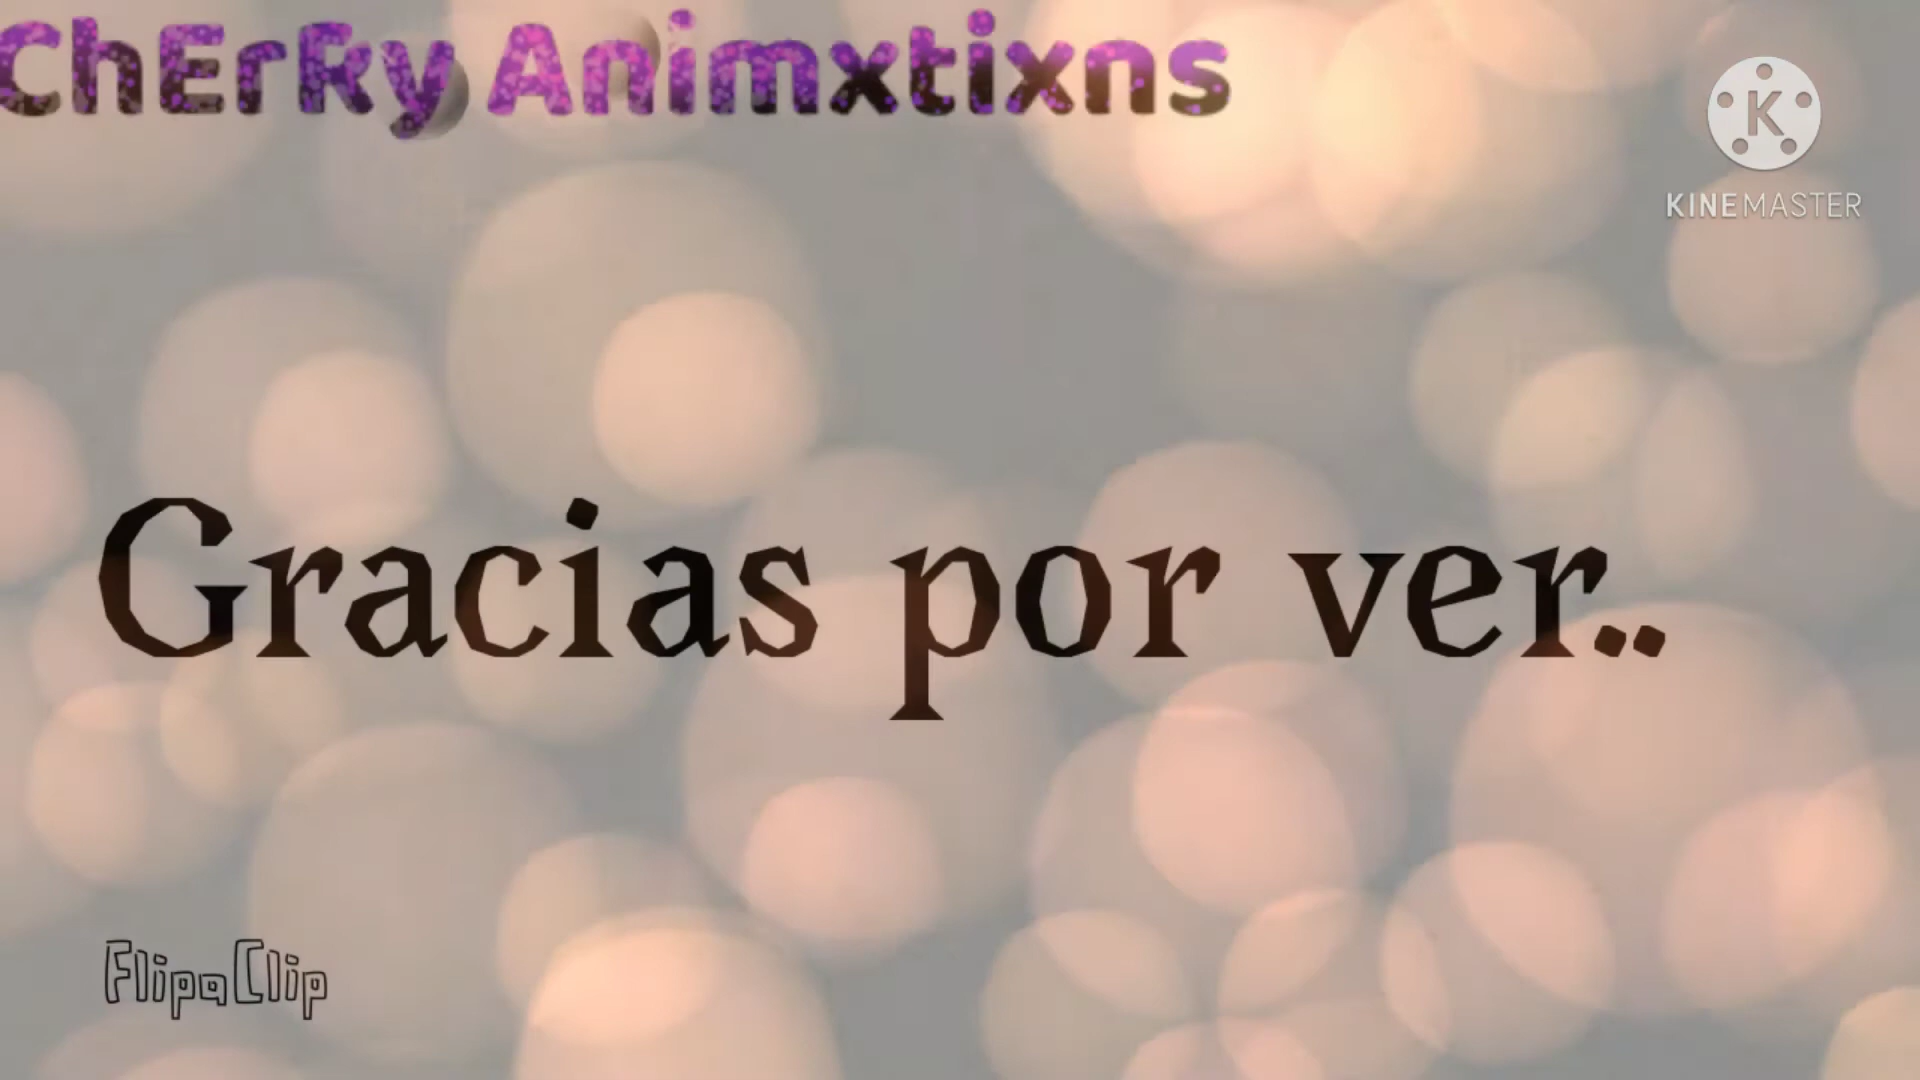 ChErRy Animxtixns
K
KINEMASTER
Gracias por ver..
FlipaClip